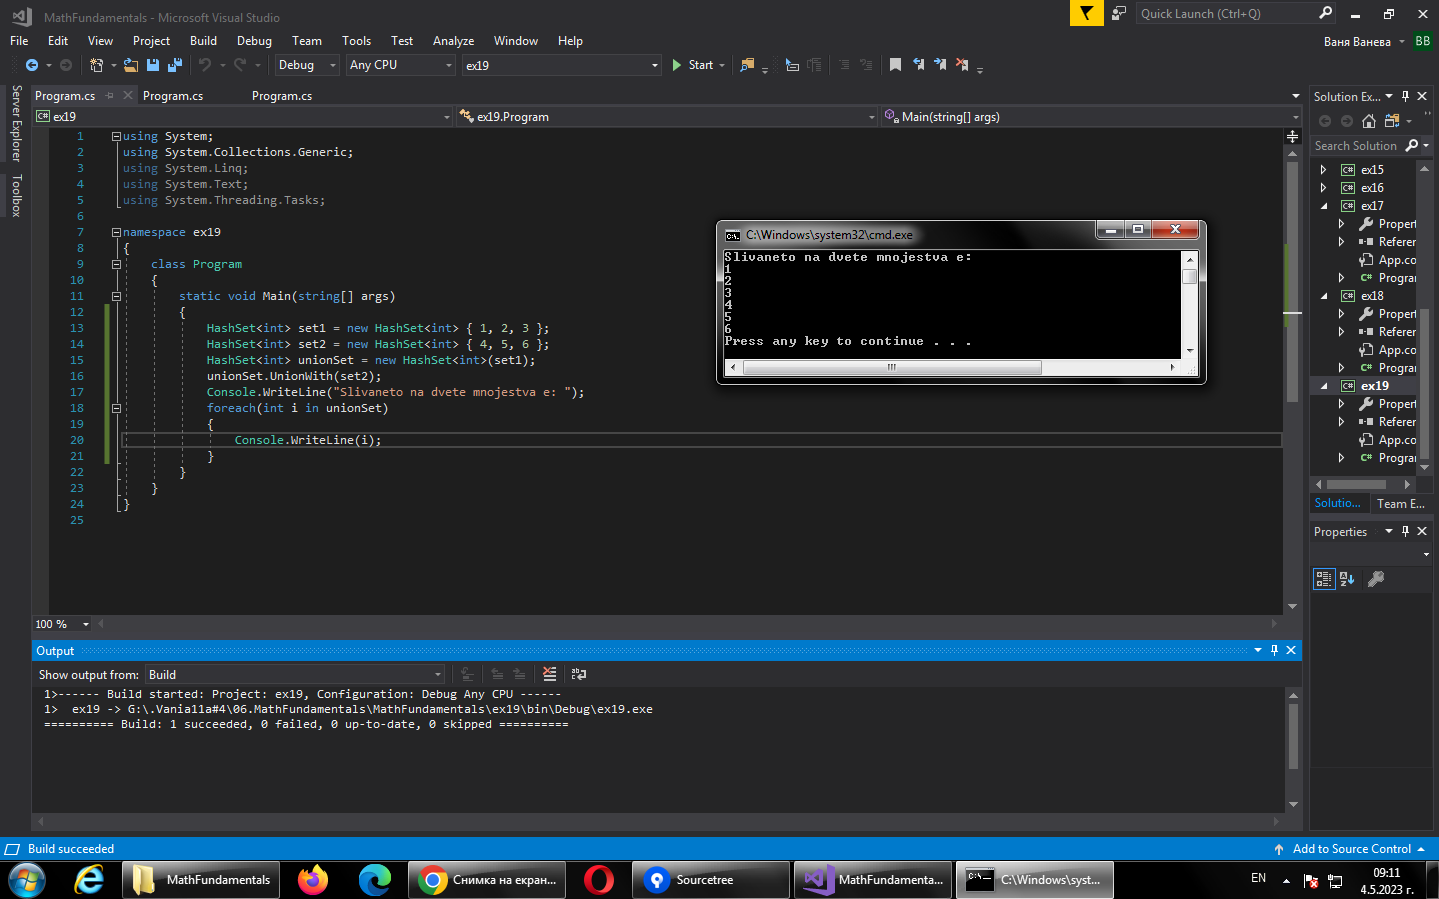 MathFundamentals - Microsoft Visual Studio
Quick Launch (Ctrl+Q)
File Edit View Project Build Debug Team Tools Test Analyze Window Help
Ваня Ванева
BB
Debug Any CPU ex19 Start
Server Explorer
Toolbox
Program.cs Program.cs Program.cs
ex19 ex19.Program Main(string[] args)
1 using System;
2 using System.Collections.Generic;
3 using System.Linq;
4 using System.Text;
5 using System.Threading.Tasks;
6
7 namespace ex19
8 {
9 class Program
10 {
11 static void Main(string[] args)
12 {
13 HashSet<int> set1 = new HashSet<int> { 1, 2, 3 };
14 HashSet<int> set2 = new HashSet<int> { 4, 5, 6 };
15 HashSet<int> unionSet = new HashSet<int>(set1);
16 unionSet.UnionWith(set2);
17 Console.WriteLine("Slivaneto na dvete mnojestva e: ");
18 foreach(int i in unionSet)
19 {
20 Console.WriteLine(i);
21 }
22 }
23 }
24 }
25
C:\Windows\system32\cmd.exe
Slivaneto na dvete mnojestva e:
1
2
3
4
5
6
Press any key to continue . . .
Solution Ex...
Search Solution
C# ex15
C# ex16
C# ex17
Propert
Referer
App.co
C# Prograr
C# ex18
Propert
Referer
App.co
C# Prograr
C# ex19
Propert
Referer
App.co
C# Prograr
Solutio... Team E...
Properties
100 %
Output
Show output from: Build
1>------ Build started: Project: ex19, Configuration: Debug Any CPU ------
1>  ex19 -> G:\.Vania11a#4\06.MathFundamentals\MathFundamentals\ex19\bin\Debug\ex19.exe
========== Build: 1 succeeded, 0 failed, 0 up-to-date, 0 skipped ==========
Build succeeded
Add to Source Control
MathFundamentals
Снимка на екран...
Sourcetree
MathFundamenta...
C:\Windows\syst...
EN
09:11
4.5.2023 г.